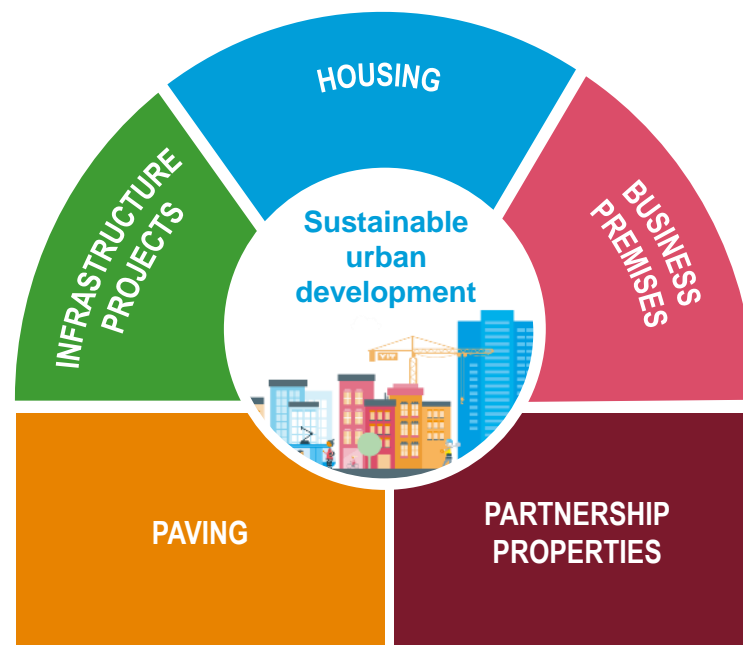 HOUSING
INFRASTRUCTURE
PROJECTS
BUSINESS
PREMISES
Sustainable
urban
development
PAVING
PARTNERSHIP
PROPERTIES